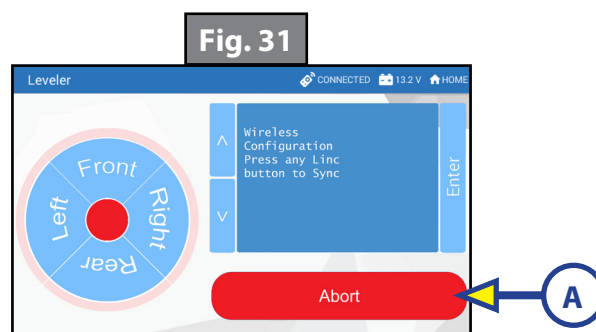 Fig. 31
Leveler CONNECTED 13.2 V HOME
Front
Left
Right
Rear
Wireless
Configuration
Press any Linc
button to Sync
Enter
Abort
A